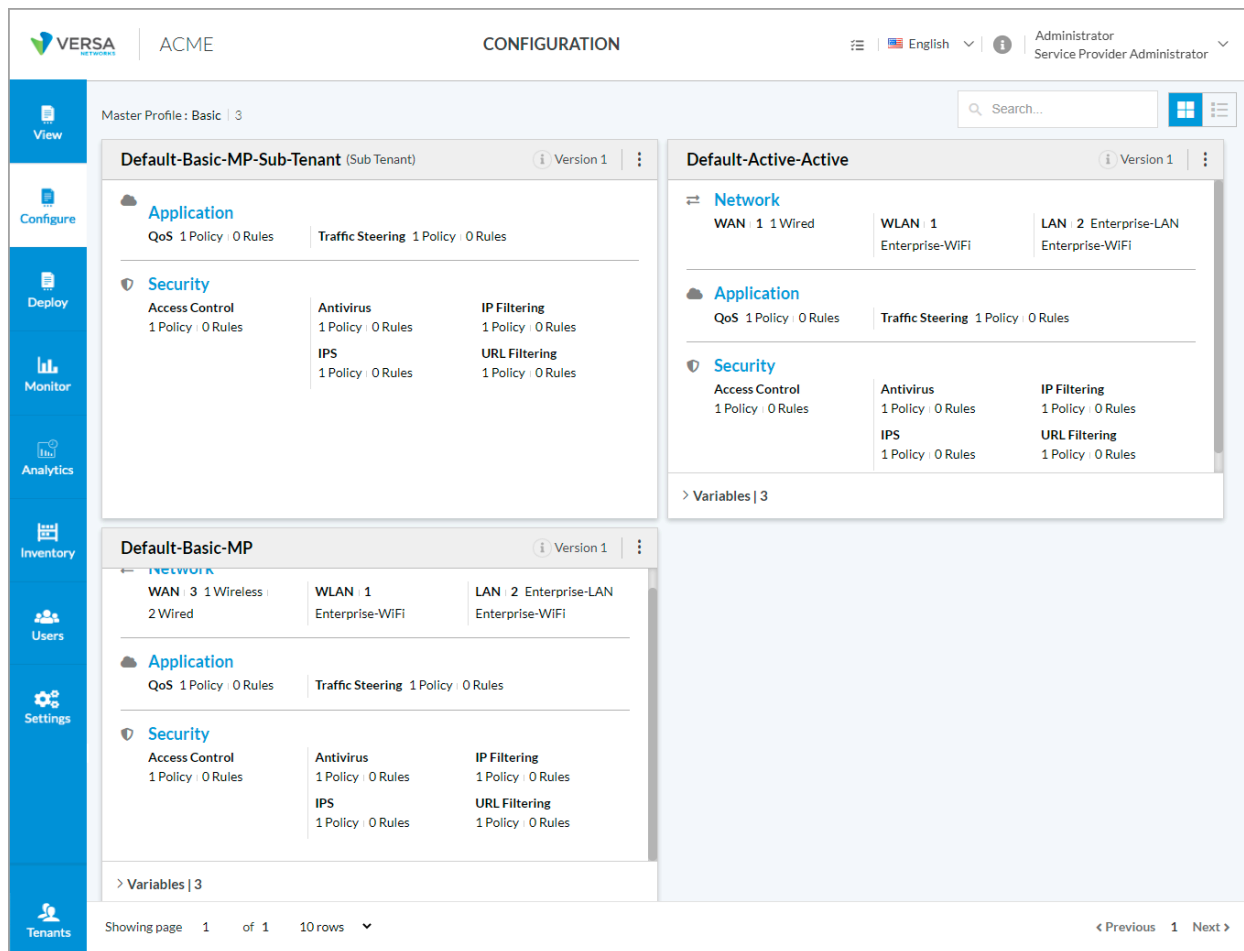 VERSA
NETWORKS
ACME
CONFIGURATION
English
Administrator
Service Provider Administrator
View
Configure
Deploy
Monitor
Analytics
Inventory
Users
Settings
Tenants
Master Profile : Basic | 3
Search...
Default-Basic-MP-Sub-Tenant (Sub Tenant)
Version 1
Application
QoS 1 Policy | 0 Rules
Traffic Steering 1 Policy | 0 Rules
Security
Access Control
1 Policy | 0 Rules
Antivirus
1 Policy | 0 Rules
IP Filtering
1 Policy | 0 Rules
IPS
1 Policy | 0 Rules
URL Filtering
1 Policy | 0 Rules
Default-Active-Active
Version 1
Network
WAN | 1 1 Wired
WLAN | 1
Enterprise-WiFi
LAN | 2 Enterprise-LAN
Enterprise-WiFi
Application
QoS 1 Policy | 0 Rules
Traffic Steering 1 Policy | 0 Rules
Security
Access Control
1 Policy | 0 Rules
Antivirus
1 Policy | 0 Rules
IP Filtering
1 Policy | 0 Rules
IPS
1 Policy | 0 Rules
URL Filtering
1 Policy | 0 Rules
> Variables | 3
Default-Basic-MP
Version 1
Network
WAN | 3 1 Wireless |
2 Wired
WLAN | 1
Enterprise-WiFi
LAN | 2 Enterprise-LAN
Enterprise-WiFi
Application
QoS 1 Policy | 0 Rules
Traffic Steering 1 Policy | 0 Rules
Security
Access Control
1 Policy | 0 Rules
Antivirus
1 Policy | 0 Rules
IP Filtering
1 Policy | 0 Rules
IPS
1 Policy | 0 Rules
URL Filtering
1 Policy | 0 Rules
> Variables | 3
Showing page 1 of 1 10 rows
< Previous 1 Next >